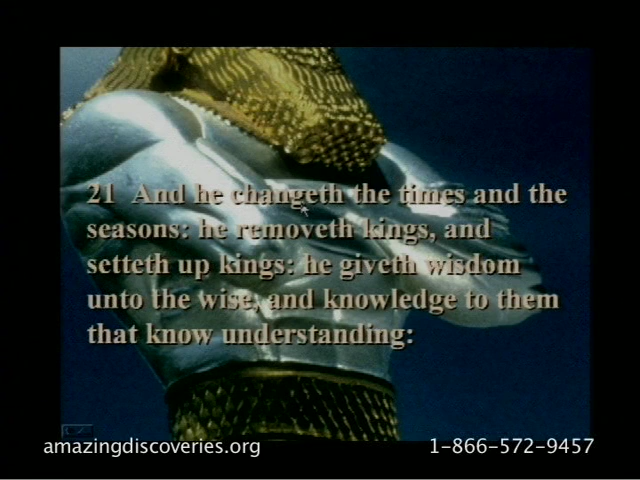 21 And he changeth the times and the
seasons: he removeth kings, and
setteth up kings: he giveth wisdom
unto the wise, and knowledge to them
that know understanding:
amazingdiscoveries.org 1-866-572-9457